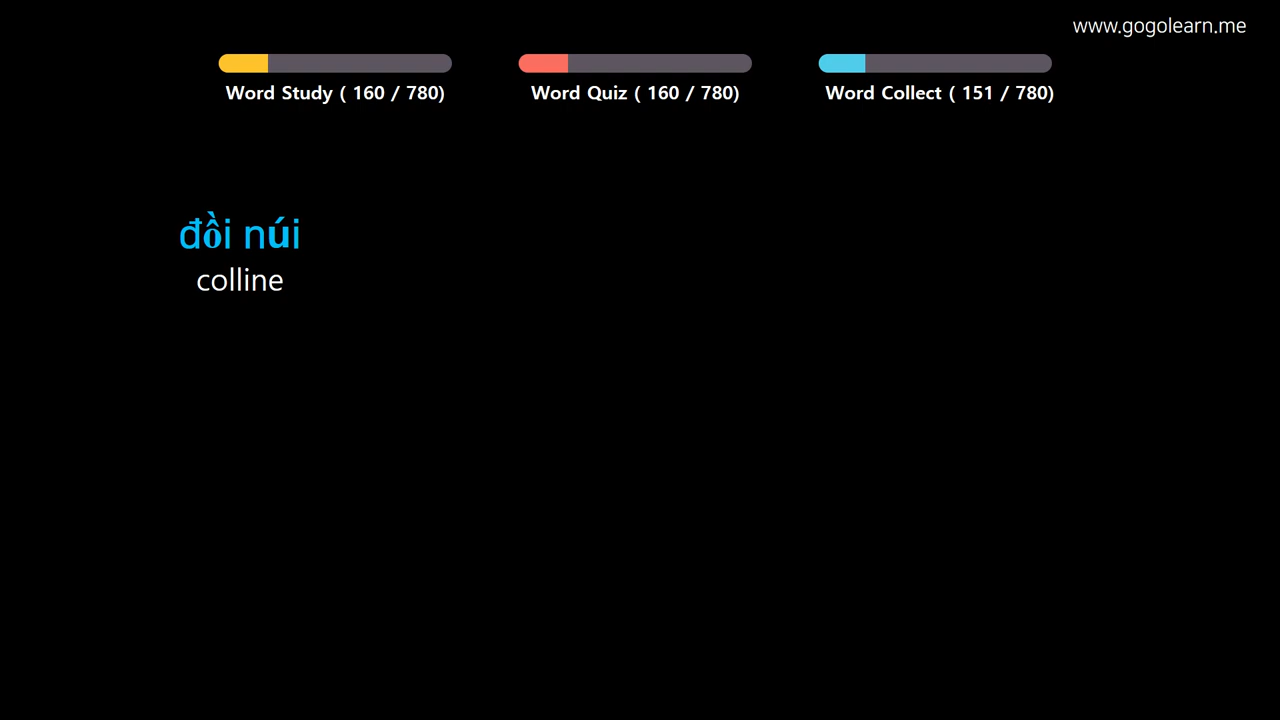 www.gogolearn.me
Word Study ( 160 / 780)
Word Quiz ( 160 / 780)
Word Collect ( 151 / 780)
đồi núi
colline